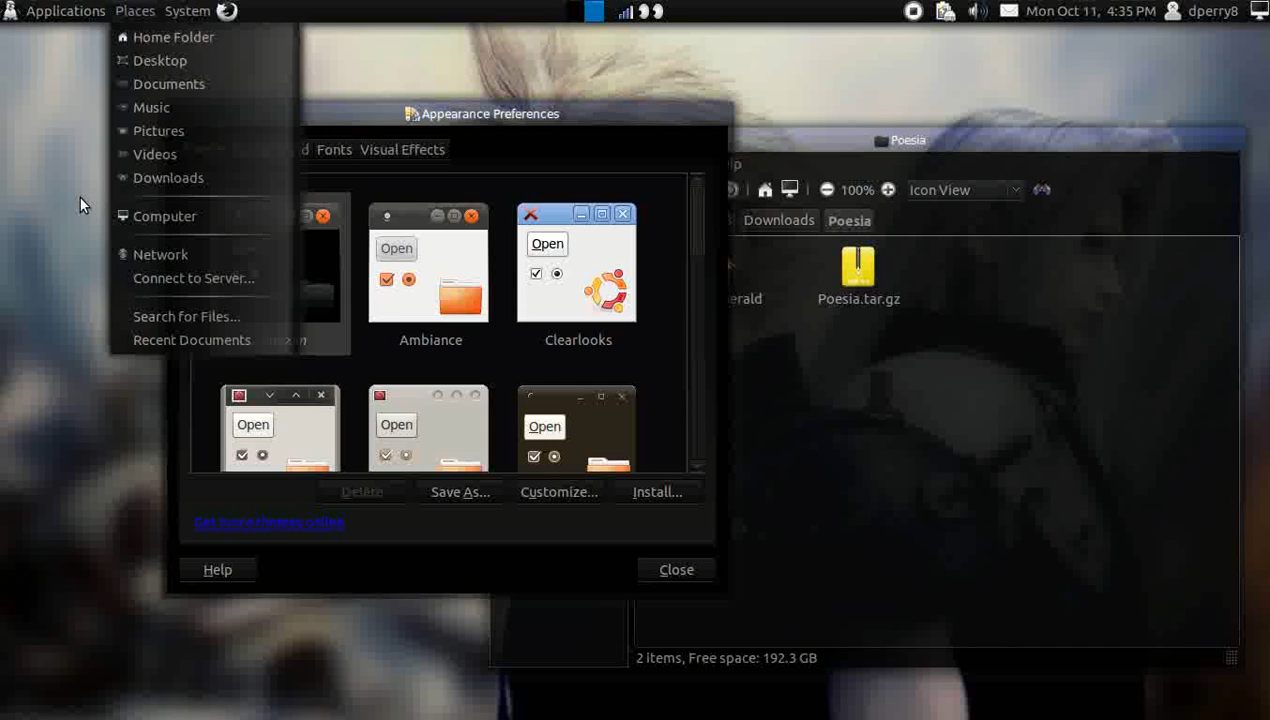 Applications Places System
Mon Oct 11, 4:35 PM dperry8
Home Folder
Desktop
Documents
Music
Pictures
Videos
Downloads
Computer
Network
Connect to Server...
Search for Files...
Recent Documents
Appearance Preferences
Fonts Visual Effects
Open
Ambiance
Open
Clearlooks
Open
Open
Open
Delete
Save As...
Customize...
Install...
Get more themes online
Help
Close
Poesia
100%
Icon View
Downloads
Poesia
Poesia.tar.gz
2 items, Free space: 192.3 GB